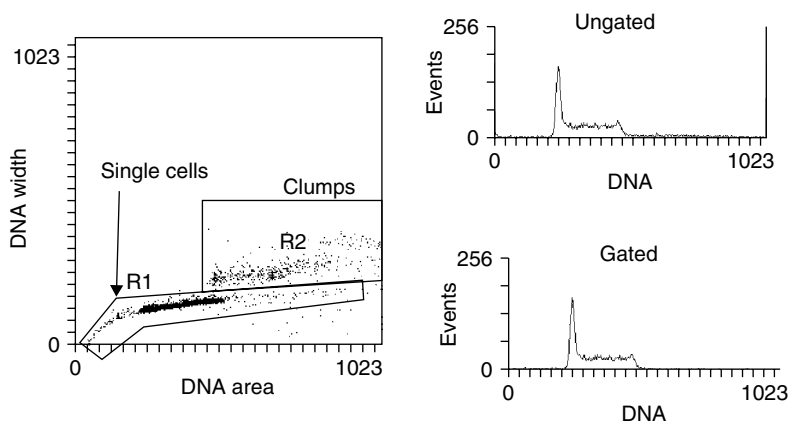 1023
DNA width
0
Single cells
R1
Clumps
R2
0
1023
DNA area
Ungated
256
Events
0
0
1023
DNA
Gated
256
Events
0
0
1023
DNA